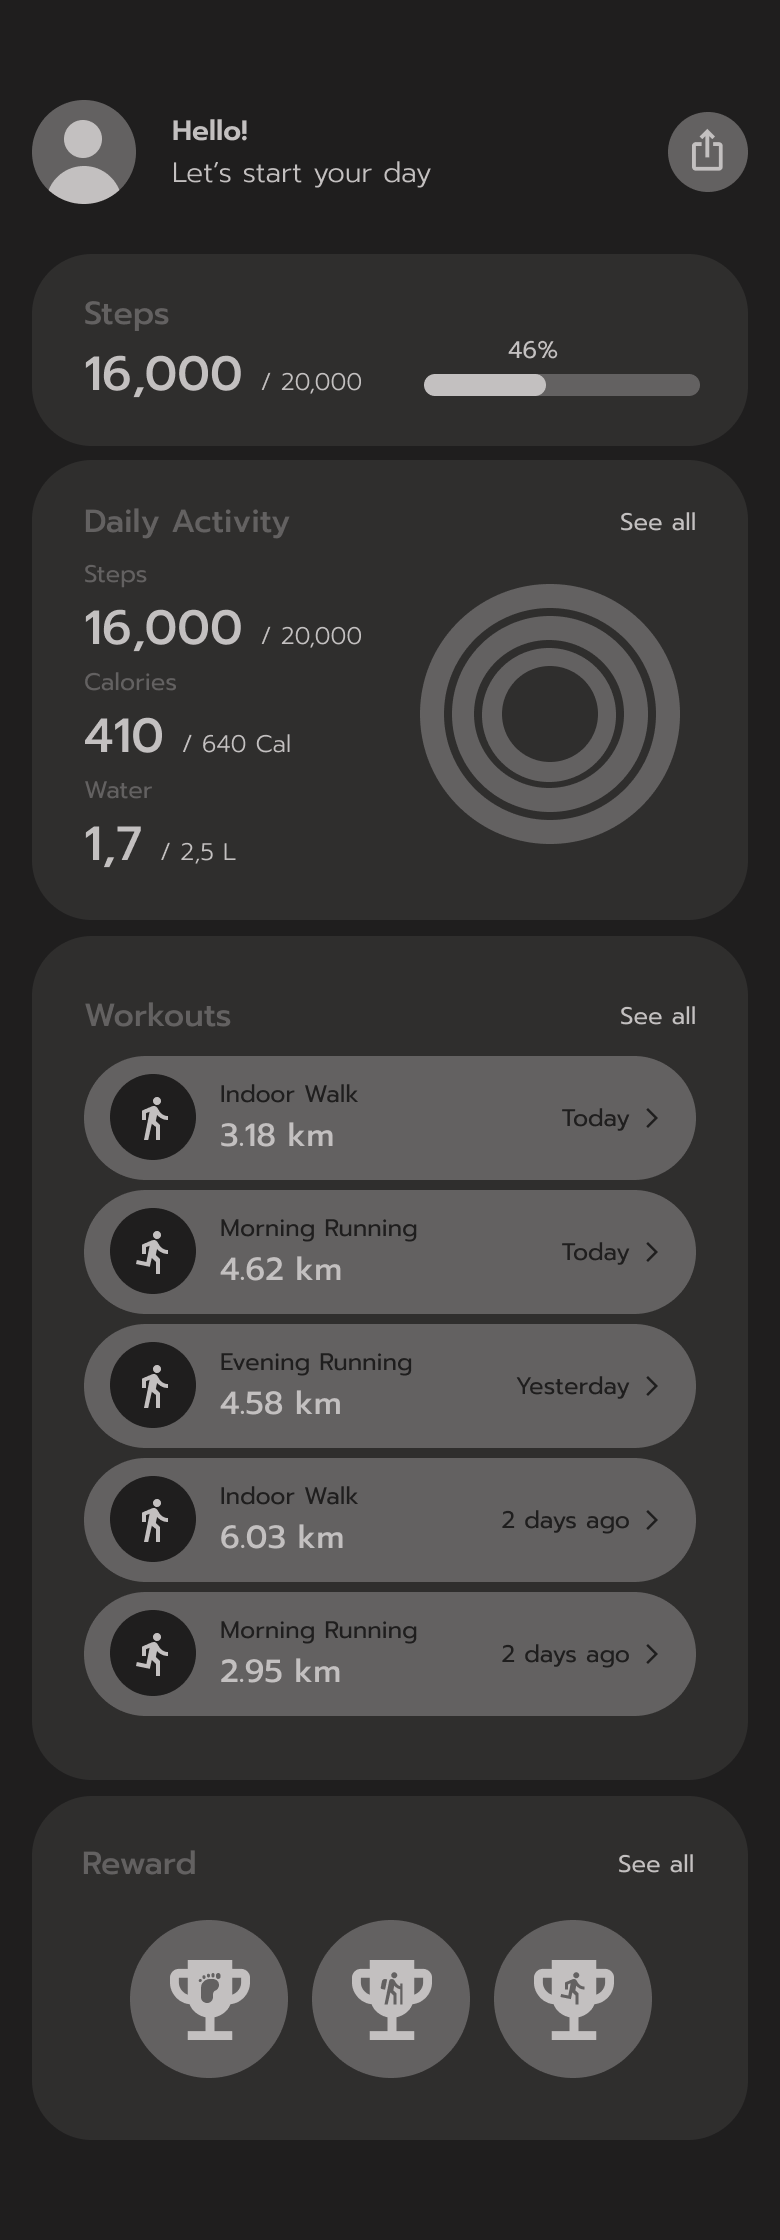 Hello!
Let's start your day
Steps
16,000 / 20,000
46%
Daily Activity
See all
Steps
16,000 / 20,000
Calories
410 / 640 Cal
Water
1,7 / 2,5 L
Workouts
See all
Indoor Walk
3.18 km
Today
Morning Running
4.62 km
Today
Evening Running
4.58 km
Yesterday
Indoor Walk
6.03 km
2 days ago
Morning Running
2.95 km
2 days ago
Reward
See all